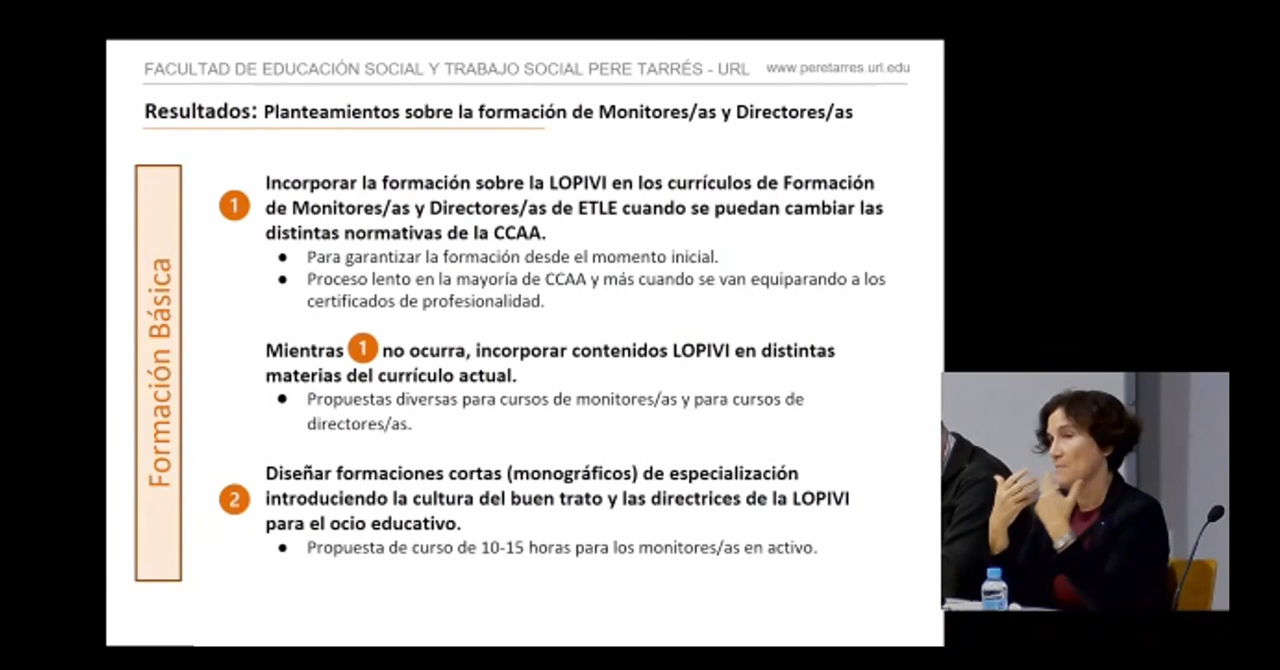 FACULTAD DE EDUCACIÓN SOCIAL Y TRABAJO SOCIAL PERE TARRÉS - URL www.peretarres.url.edu
Resultados: Planteamientos sobre la formación de Monitores/as y Directores/as
Formación Básica
1
Incorporar la formación sobre la LOPIVI en los currículos de Formación
de Monitores/as y Directores/as de ETLE cuando se puedan cambiar las
distintas normativas de la CCAA.
● Para garantizar la formación desde el momento inicial.
● Proceso lento en la mayoría de CCAA y más cuando se van equiparando a los
certificados de profesionalidad.
Mientras 1 no ocurra, incorporar contenidos LOPIVI en distintas
materias del currículo actual.
● Propuestas diversas para cursos de monitores/as y para cursos de
directores/as.
2
Diseñar formaciones cortas (monográficos) de especialización
introduciendo la cultura del buen trato y las directrices de la LOPIVI
para el ocio educativo.
● Propuesta de curso de 10-15 horas para los monitores/as en activo.